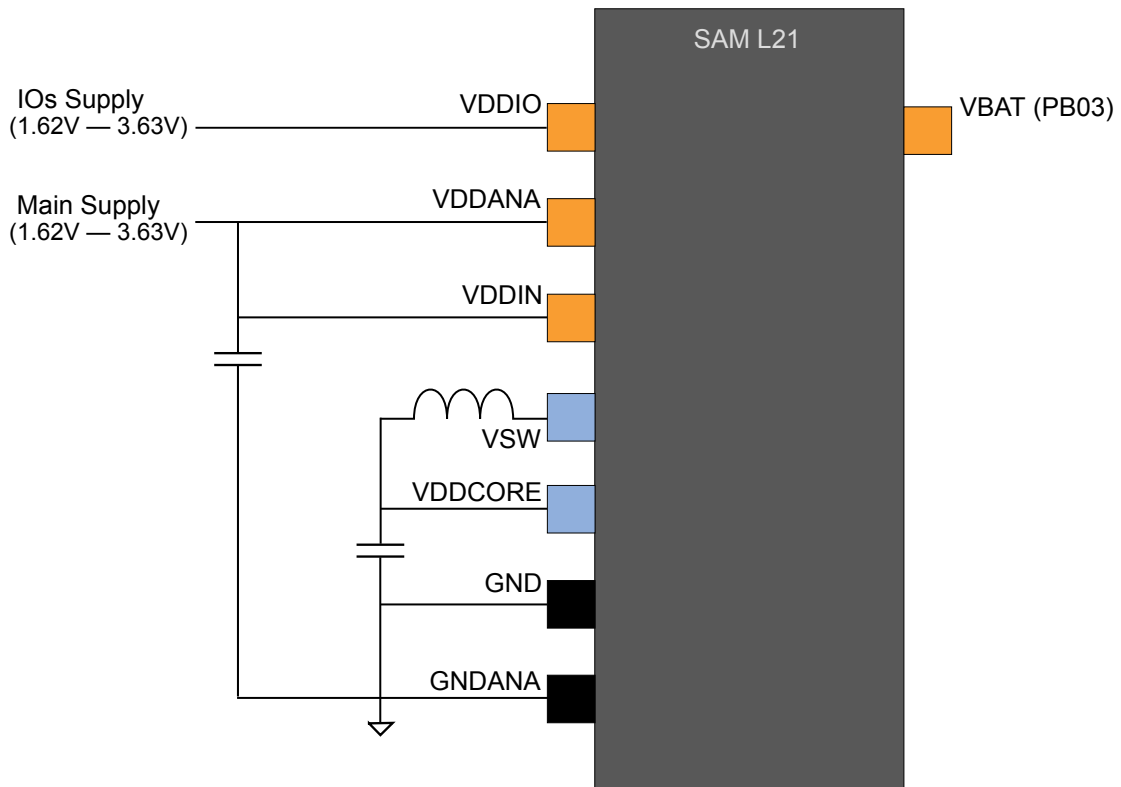 SAM L21
IOs Supply
(1.62V — 3.63V)
VDDIO
VBAT (PB03)
Main Supply
(1.62V — 3.63V)
VDDANA
VDDIN
VSW
VDDCORE
GND
GNDANA